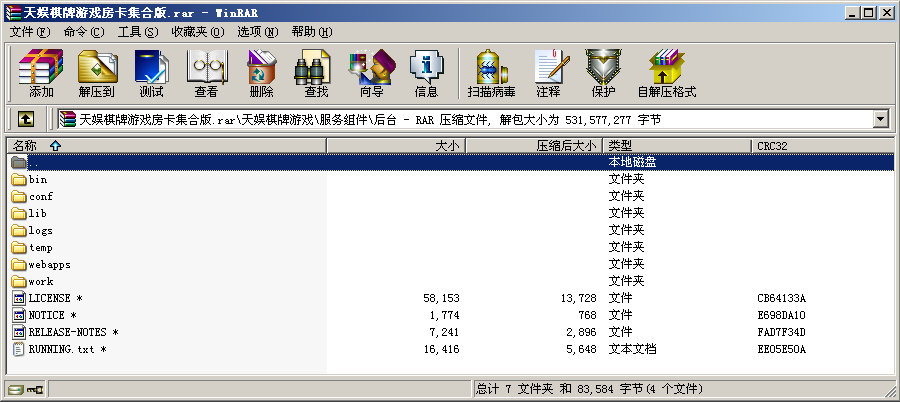 天娱棋牌游戏房卡集合版.rar - WinRAR
文件(F) 命令(C) 工具(S) 收藏夹(O) 选项(N) 帮助(H)
添加 解压到 测试 查看 删除 查找 向导 信息 扫描病毒 注释 保护 自解压格式
天娱棋牌游戏房卡集合版.rar\天娱棋牌游戏\服务组件\后台 - RAR 压缩文件, 解包大小为 531,577,277 字节
名称 大小 压缩后大小 类型 CRC32
.. 本地磁盘
bin 文件夹
conf 文件夹
lib 文件夹
logs 文件夹
temp 文件夹
webapps 文件夹
work 文件夹
LICENSE * 58,153 13,728 文件 CB64133A
NOTICE * 1,774 768 文件 E698DA10
RELEASE-NOTES * 7,241 2,896 文件 FAD7F34D
RUNNING.txt * 16,416 5,648 文本文档 EE05E50A
总计 7 文件夹 和 83,584 字节(4 个文件)